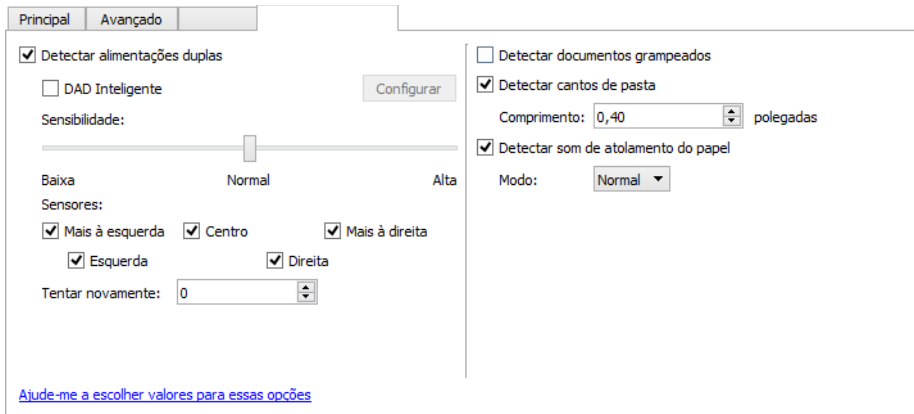 Principal Avançado
Detectar alimentações duplas
DAD Inteligente Configurar
Sensibilidade:
Baixa Normal Alta
Sensores:
Mais à esquerda Centro Mais à direita
Esquerda Direita
Tentar novamente: 0
Ajude-me a escolher valores para essas opções
Detectar documentos grampeados
Detectar cantos de pasta
Comprimento: 0,40 polegadas
Detectar som de atolamento do papel
Modo: Normal